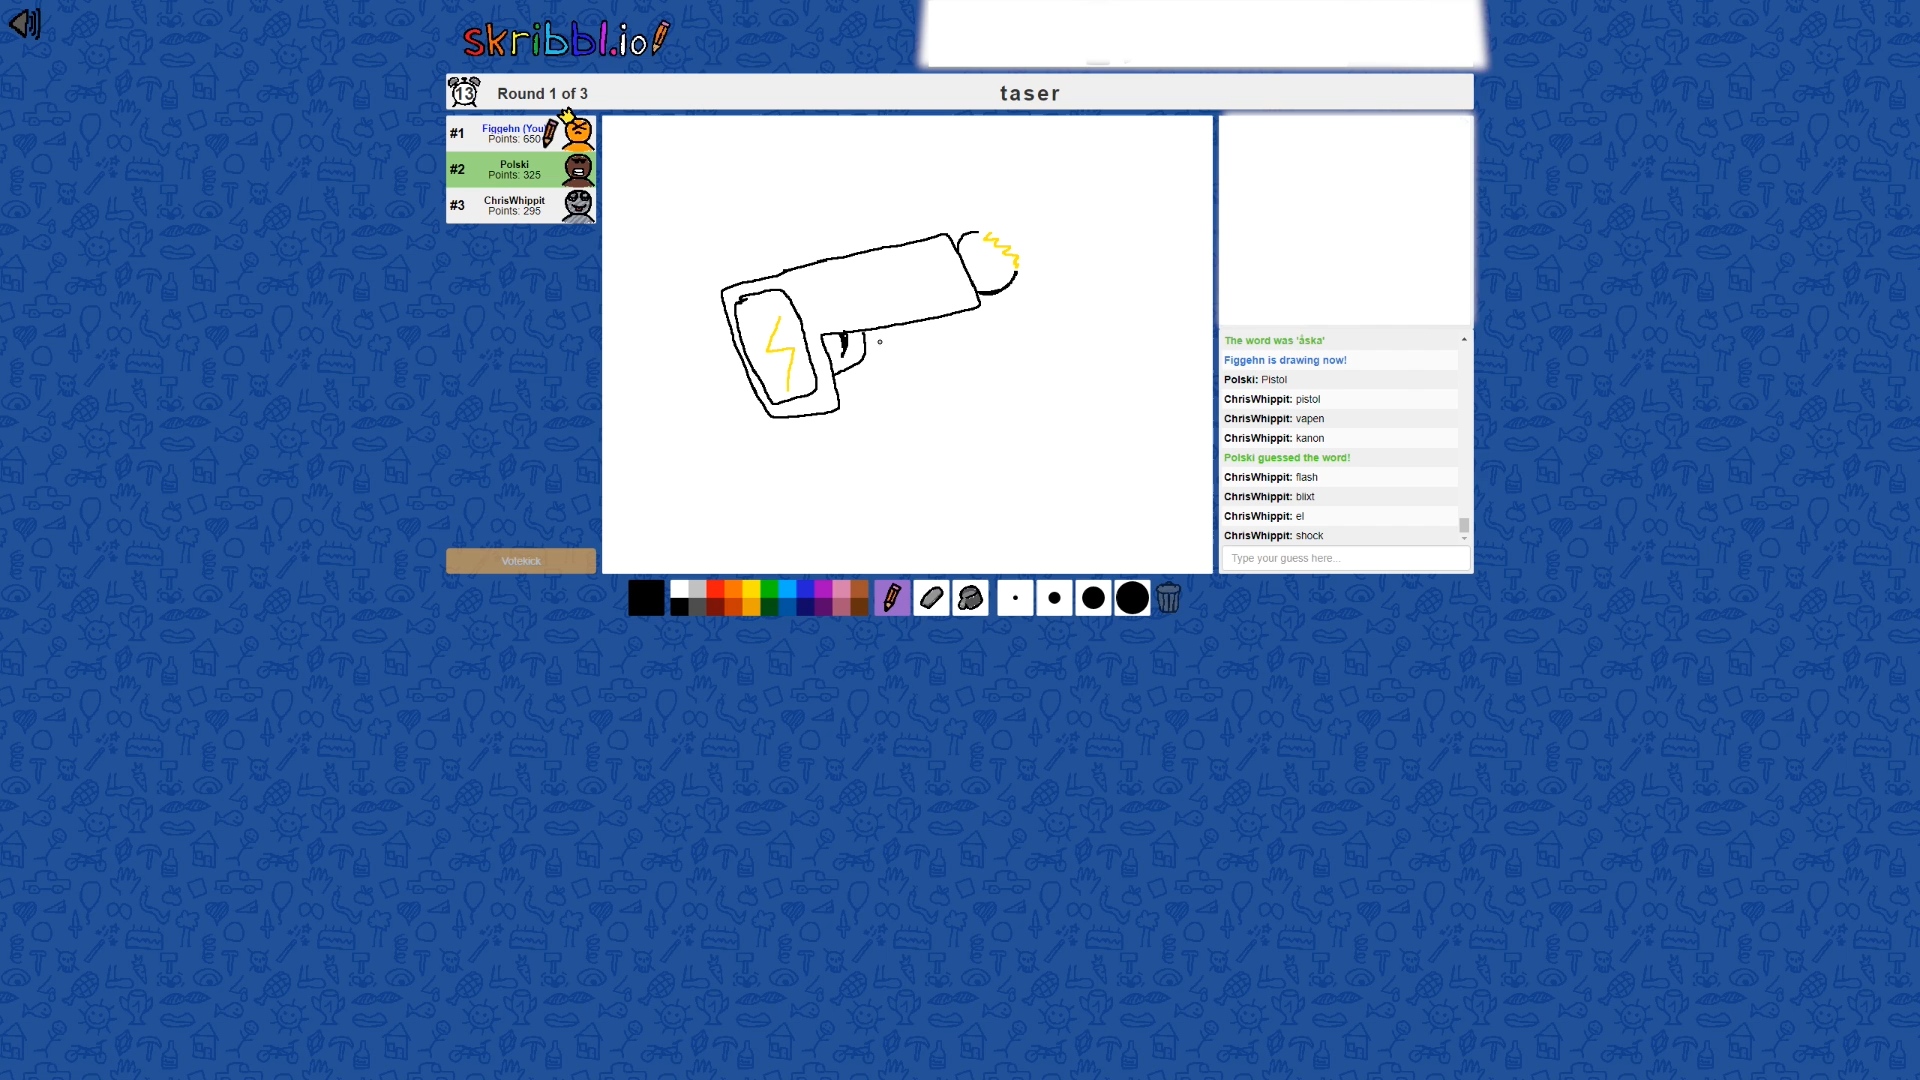 skribbl.io
13
Round 1 of 3
taser
#1
Figgehn (You
Points: 650
#2
Polski
Points: 325
#3
ChrisWhippit
Points: 295
Votekick
The word was 'åska'
Figgehn is drawing now!
Polski: Pistol
ChrisWhippit: pistol
ChrisWhippit: vapen
ChrisWhippit: kanon
Polski guessed the word!
ChrisWhippit: flash
ChrisWhippit: blixt
ChrisWhippit: el
ChrisWhippit: shock
Type your guess here...